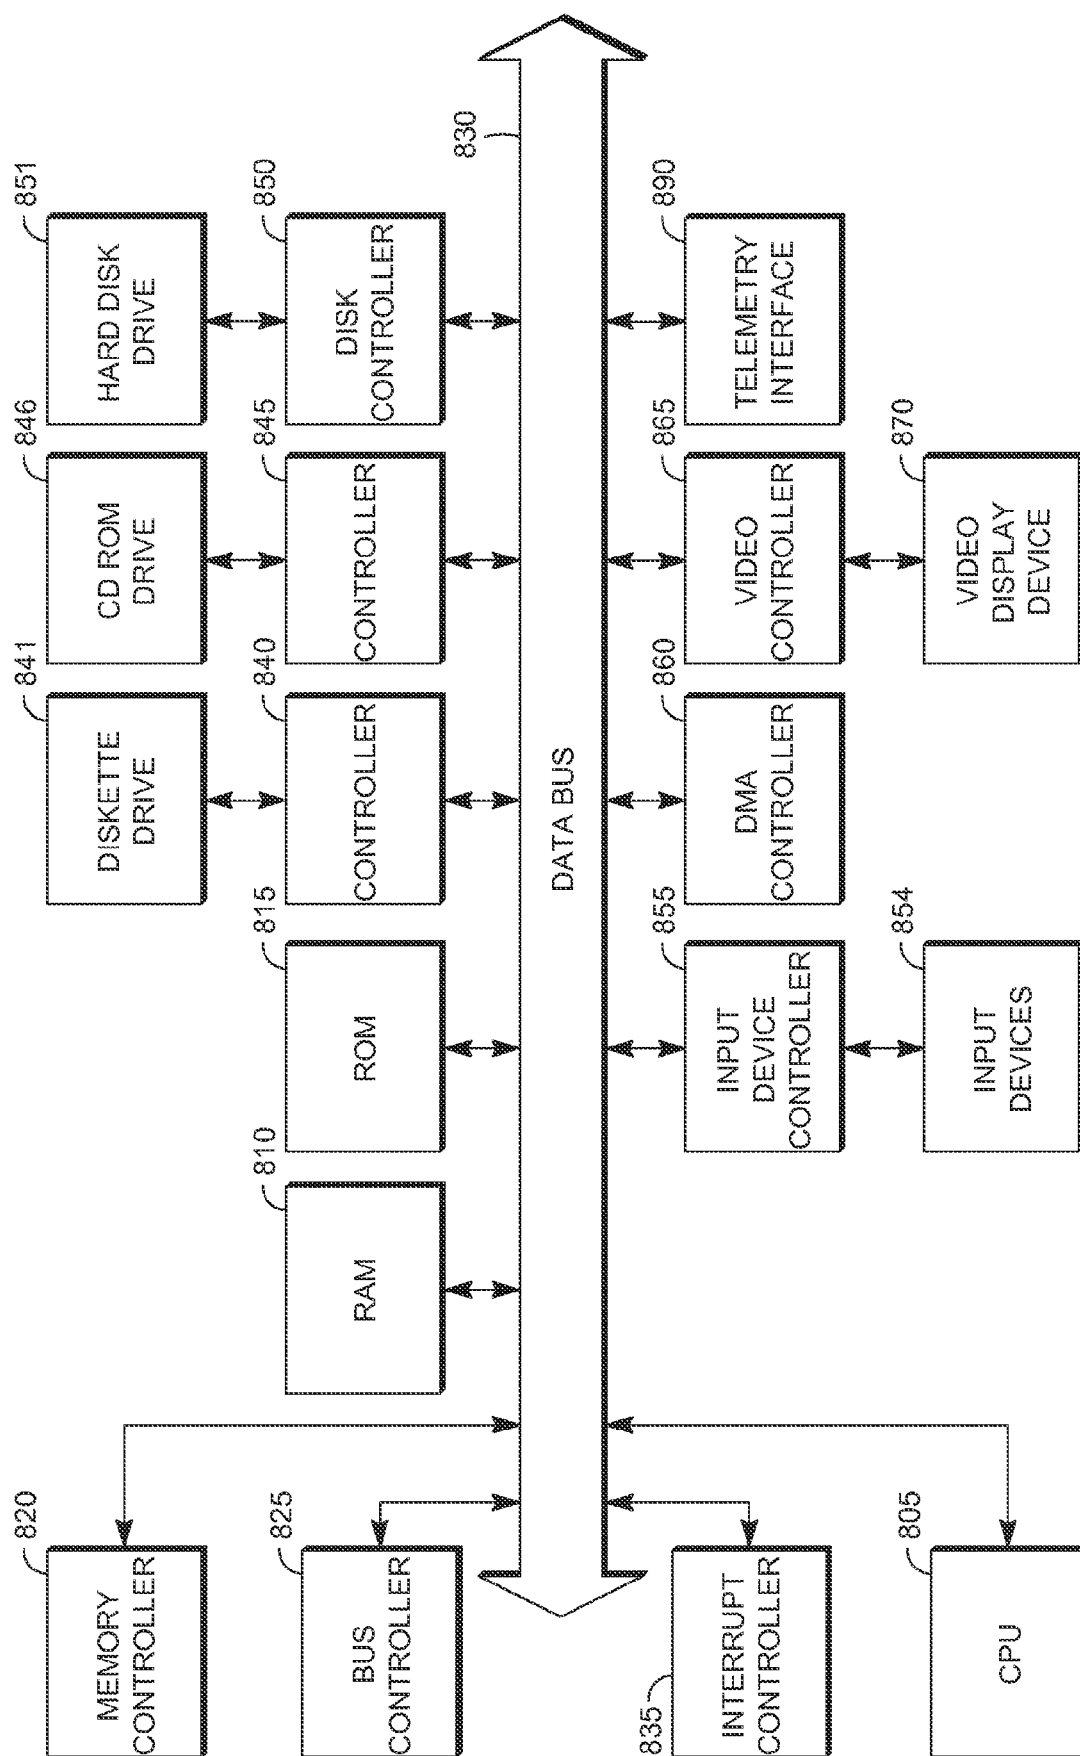 820
MEMORY
CONTROLLER
841
DISKETTE
DRIVE
846
CD ROM
DRIVE
851
HARD DISK
DRIVE
825
BUS
CONTROLLER
810
RAM
815
ROM
840
CONTROLLER
845
CONTROLLER
850
DISK
CONTROLLER
830
DATA BUS
835
INTERRUPT
CONTROLLER
855
INPUT
DEVICE
CONTROLLER
860
DMA
CONTROLLER
865
VIDEO
CONTROLLER
890
TELEMETRY
INTERFACE
805
CPU
854
INPUT
DEVICES
870
VIDEO
DISPLAY
DEVICE